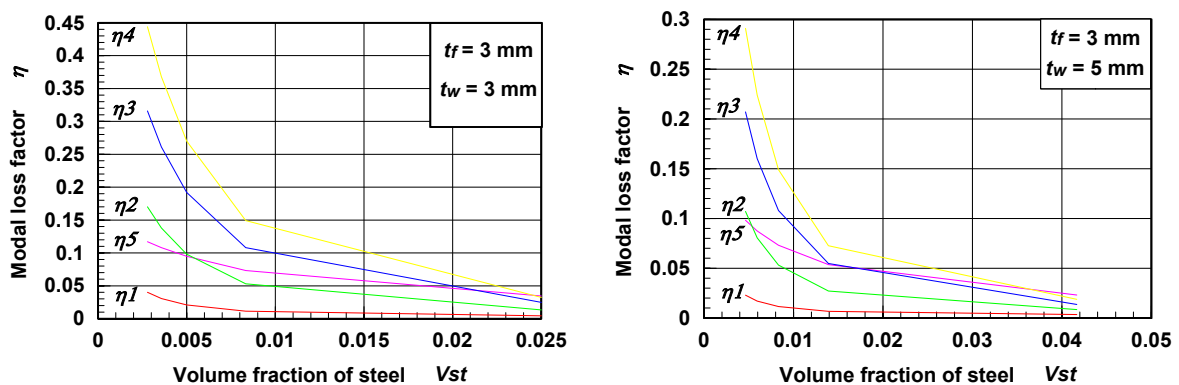 0.45
0.4
0.35
0.3
0.25
0.2
0.15
0.1
0.05
0
Modal loss factor η
η4
η3
η2
η5
η1
tf = 3 mm
tw = 3 mm
0 0.005 0.01 0.015 0.02 0.025
Volume fraction of steel Vst
0.3
0.25
0.2
0.15
0.1
0.05
0
Modal loss factor η
η4
η3
η2
η5
η1
tf = 3 mm
tw = 5 mm
0 0.01 0.02 0.03 0.04 0.05
Volume fraction of steel Vst